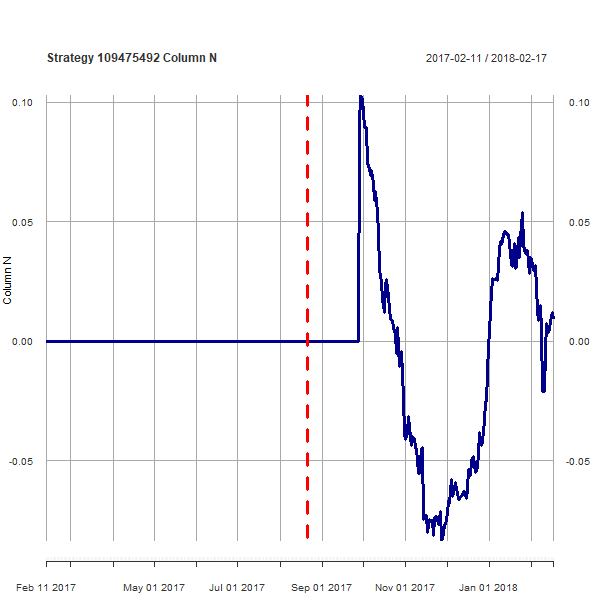 Strategy 109475492 Column N
2017-02-11 / 2018-02-17
0.10
0.10
0.05
0.05
0.00
0.00
-0.05
-0.05
Column N
Feb 11 2017
May 01 2017
Jul 01 2017
Sep 01 2017
Nov 01 2017
Jan 01 2018